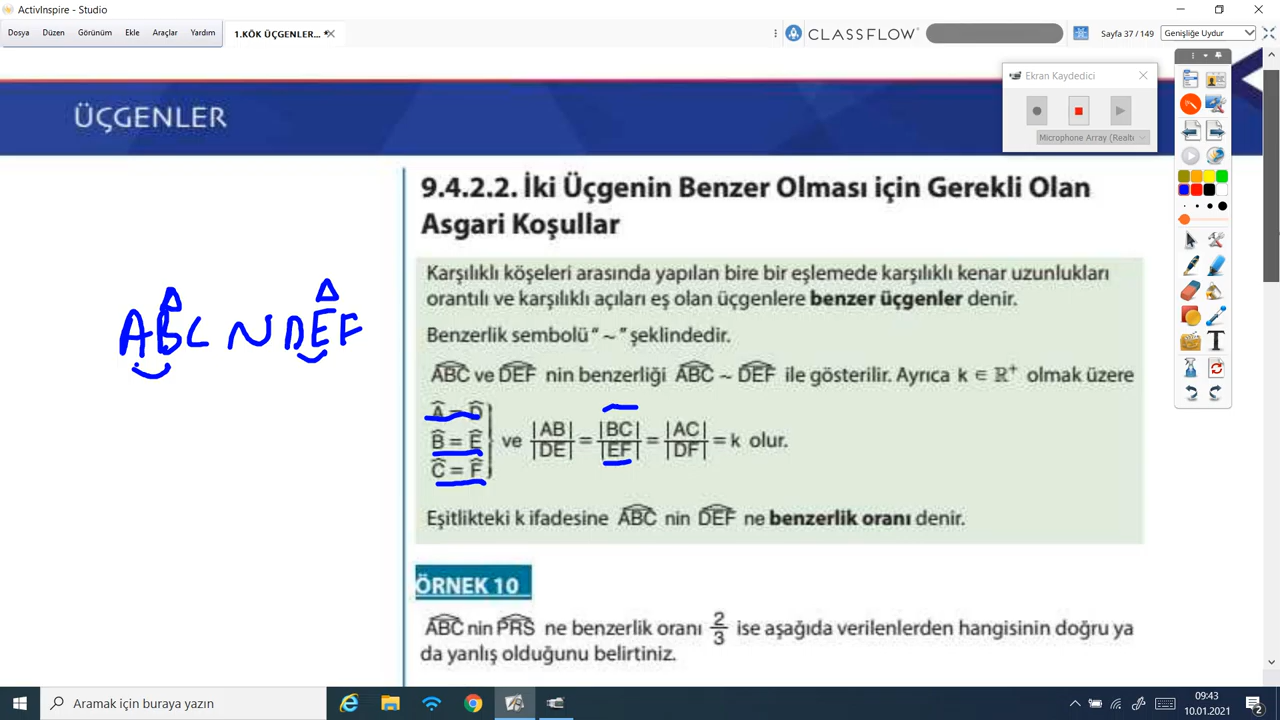 ActivInspire - Studio
Dosya Düzen Görünüm Ekle Araçlar Yardım
1.KÖK ÜÇGENLER...
CLASSFLOW
Sayfa 37 / 149
Genişliğe Uydur
Ekran Kaydedici
Microphone Array (Realte
ÜÇGENLER
9.4.2.2. İki Üçgenin Benzer Olması için Gerekli Olan
Asgari Koşullar
Karşılıklı köşeleri arasında yapılan bire bir eşlemede karşılıklı kenar uzunlukları
orantılı ve karşılıklı açıları eş olan üçgenlere benzer üçgenler denir.
Benzerlik sembolü “ ~ ” şeklindedir.
ABC ve DEF nin benzerliği ABC ~ DEF ile gösterilir. Ayrıca k ∈ ℝ⁺ olmak üzere
Â = D̂
B̂ = Ê
Ĉ = F̂
ve |AB|/|DE| = |BC|/|EF| = |AC|/|DF| = k olur.
Eşitlikteki k ifadesine ABC nin DEF ne benzerlik oranı denir.
ABC ~ DEF
ÖRNEK 10
ABC nin PRS ne benzerlik oranı 2/3 ise aşağıda verilenlerden hangisinin doğru ya
da yanlış olduğunu belirtiniz.
Aramak için buraya yazın
09:43
10.01.2021
2